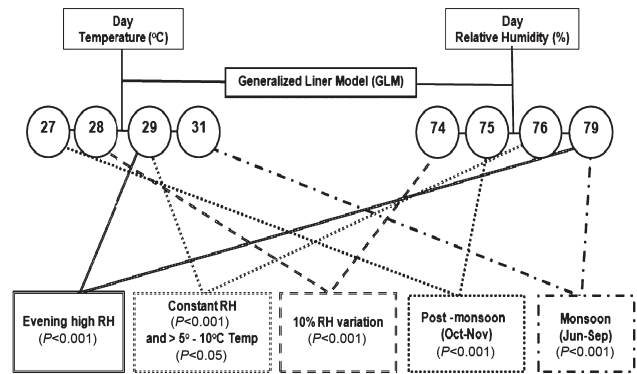 Day
Temperature (ºC)
Day
Relative Humidity (%)
Generalized Liner Model (GLM)
27 28 29 31
74 75 76 79
Evening high RH
(P<0.001)
Constant RH
(P<0.001)
and > 5º - 10ºC Temp
(P<0.05)
10% RH variation
(P<0.001)
Post -monsoon
(Oct-Nov)
(P<0.001)
Monsoon
(Jun-Sep)
(P<0.001)